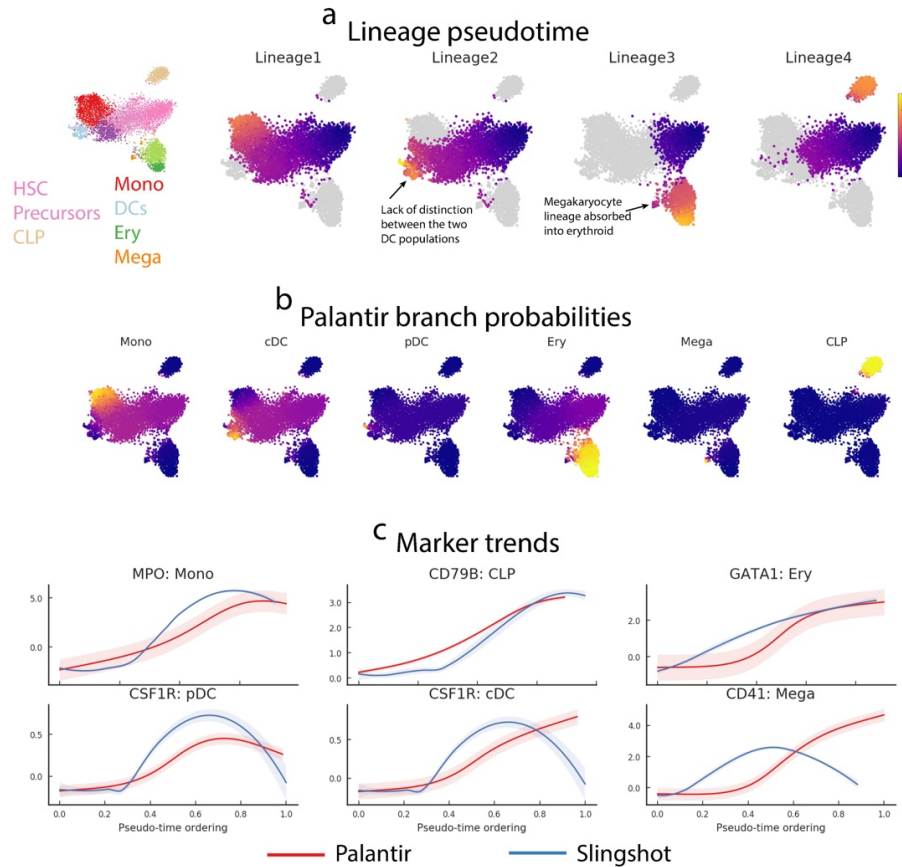 a Lineage pseudotime
Lineage1 Lineage2 Lineage3 Lineage4
HSC
Precursors
CLP
Mono
DCs
Ery
Mega
Lack of distinction
between the two
DC populations
Megakaryocyte
lineage absorbed
into erythroid
b Palantir branch probabilities
Mono cDC pDC Ery Mega CLP
c Marker trends
MPO: Mono CD79B: CLP GATA1: Ery
5.0
0.0
3.0
2.0
1.0
0.0
2.0
0.0
CSF1R: pDC CSF1R: cDC CD41: Mega
0.5
0.0
0.5
0.0
4.0
2.0
0.0
0.0 0.2 0.4 0.6 0.8 1.0
0.0 0.2 0.4 0.6 0.8 1.0
0.0 0.2 0.4 0.6 0.8 1.0
Pseudo-time ordering Pseudo-time ordering Pseudo-time ordering
Palantir Slingshot